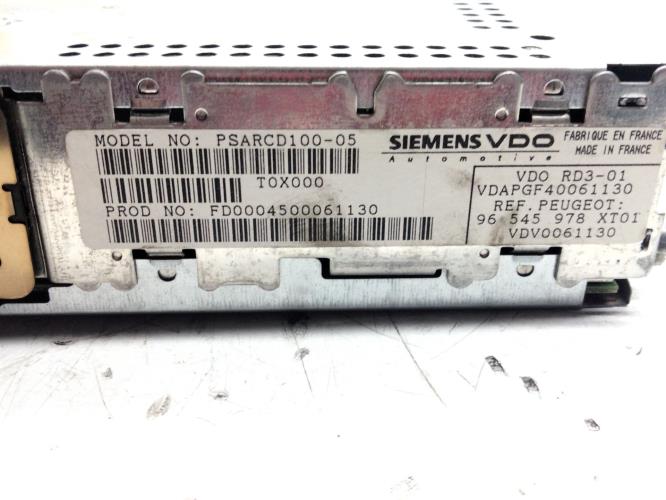 MODEL NO: PSARCD100-05
T0X000
PROD NO: FD0004500061130
SIEMENS VDO
Automotive
FABRIQUE EN FRANCE
MADE IN FRANCE
VDO RD3-01
VDAPGF40061130
REF.PEUGEOT:
96 545 978 XT01
VDV0061130